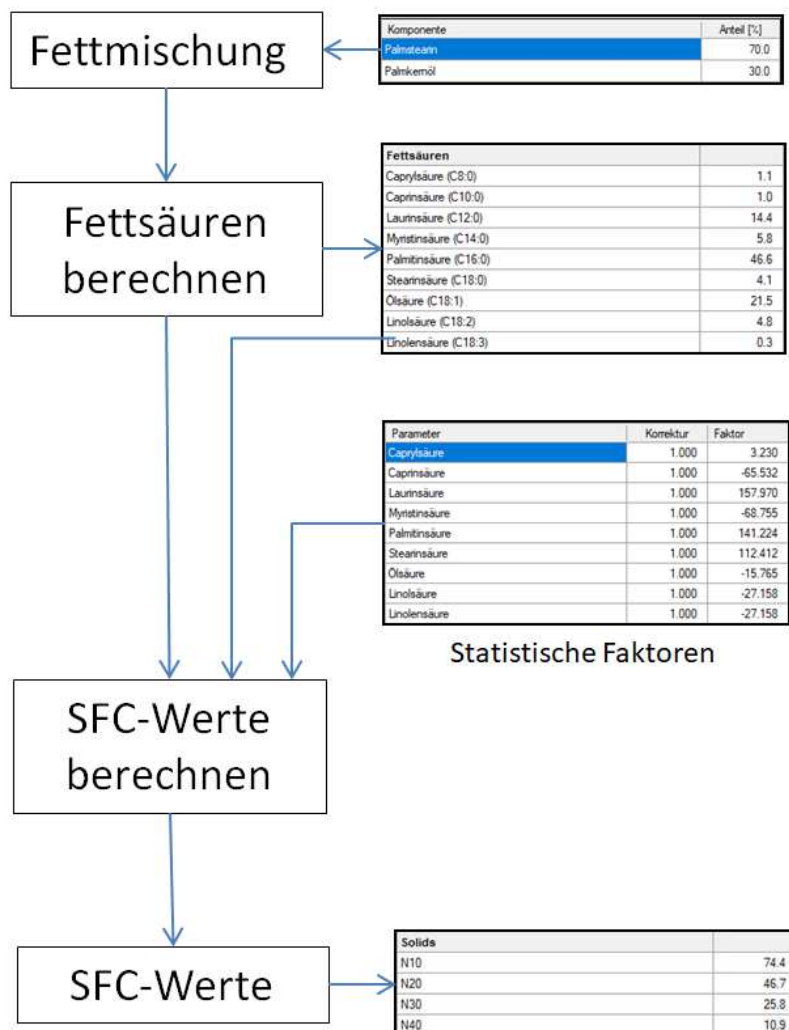 Fettmischung
Komponente Anteil [%]
Palmstearin 70.0
Palmkernöl 30.0
Fettsäuren
berechnen
Fettsäuren
Caprylsäure (C8:0) 1.1
Caprinsäure (C10:0) 1.0
Laurinsäure (C12:0) 14.4
Myristinsäure (C14:0) 5.8
Palmitinsäure (C16:0) 46.6
Stearinsäure (C18:0) 4.1
Ölsäure (C18:1) 21.5
Linolsäure (C18:2) 4.8
Linolensäure (C18:3) 0.3
Parameter Korrektur Faktor
Caprylsäure 1.000 3.230
Caprinsäure 1.000 -65.532
Laurinsäure 1.000 157.970
Myristinsäure 1.000 -68.755
Palmitinsäure 1.000 141.224
Stearinsäure 1.000 112.412
Ölsäure 1.000 -15.765
Linolsäure 1.000 -27.158
Linolensäure 1.000 -27.158
Statistische Faktoren
SFC-Werte
berechnen
SFC-Werte
Solids
N10 74.4
N20 46.7
N30 25.8
N40 10.9